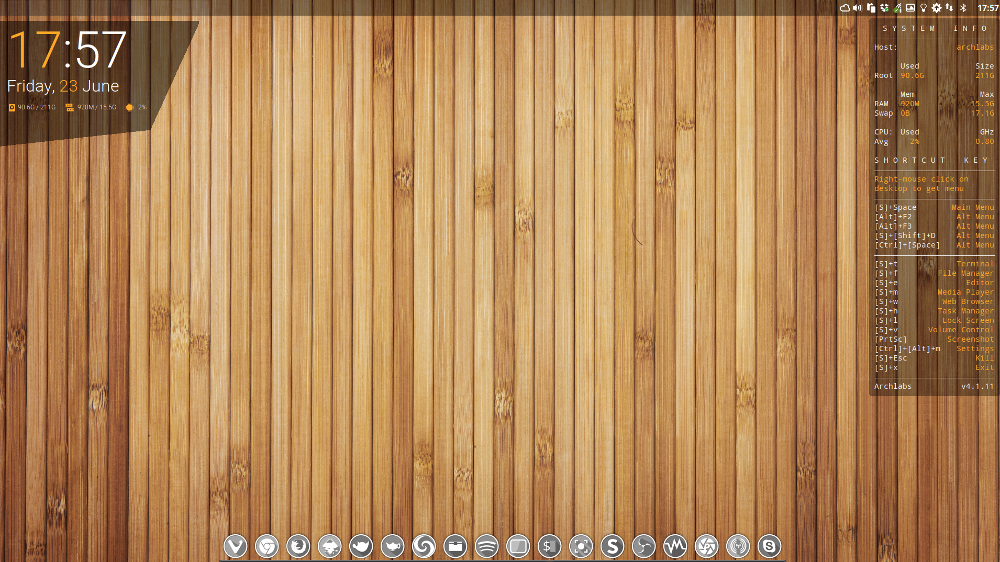 17:57
17:57
Friday, 23 June
90.6G / 211G 920M / 15.5G 2%
SYSTEM INFO
Host: archlabs
Used Size
Root 90.6G 211G
Mem Max
RAM 920M 15.5G
Swap 0B 17.1G
CPU: Used GHz
Avg 2% 0.80
SHORTCUT KEY
Right-mouse click on
desktop to get menu
[S]+Space Main Menu
[Alt]+F2 Alt Menu
[Alt]+F3 Alt Menu
[S]+[Shift]+D Alt Menu
[Ctrl]+[Space] Alt Menu
[S]+t Terminal
[S]+f File Manager
[S]+e Editor
[S]+m Media Player
[S]+w Web Browser
[S]+h Task Manager
[S]+l Lock Screen
[S]+v Volume Control
[PrtSc] Screenshot
[Ctrl]+[Alt]+m Settings
[S]+Esc Kill
[S]+x Exit
Archlabs v4.1.11